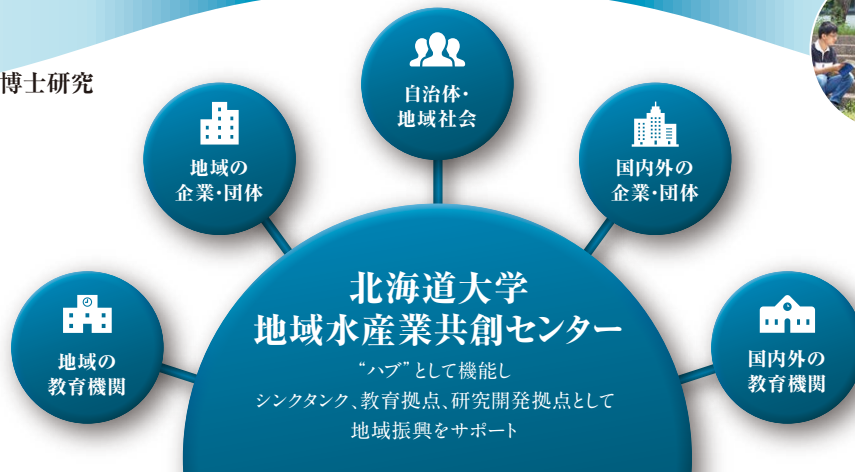 博士研究
自治体・
地域社会
地域の
企業・団体
国内外の
企業・団体
地域の
教育機関
国内外の
教育機関
北海道大学
地域水産業共創センター
“ハブ”として機能し
シンクタンク、教育拠点、研究開発拠点として
地域振興をサポート